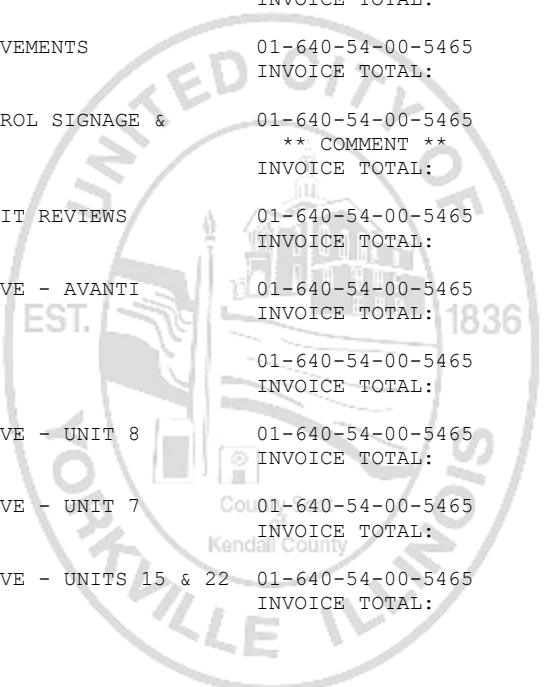 INVOICE TOTAL:
VEMENTS 01-640-54-00-5465
INVOICE TOTAL:
ROL SIGNAGE & 01-640-54-00-5465
** COMMENT **
INVOICE TOTAL:
IT REVIEWS 01-640-54-00-5465
INVOICE TOTAL:
VE - AVANTI 01-640-54-00-5465
INVOICE TOTAL:
01-640-54-00-5465
INVOICE TOTAL:
VE - UNIT 8 01-640-54-00-5465
INVOICE TOTAL:
VE - UNIT 7 01-640-54-00-5465
INVOICE TOTAL:
VE - UNITS 15 & 22 01-640-54-00-5465
INVOICE TOTAL:
UNITED CITY OF
EST. 1836
Kendall County
YORKVILLE ILLINOIS